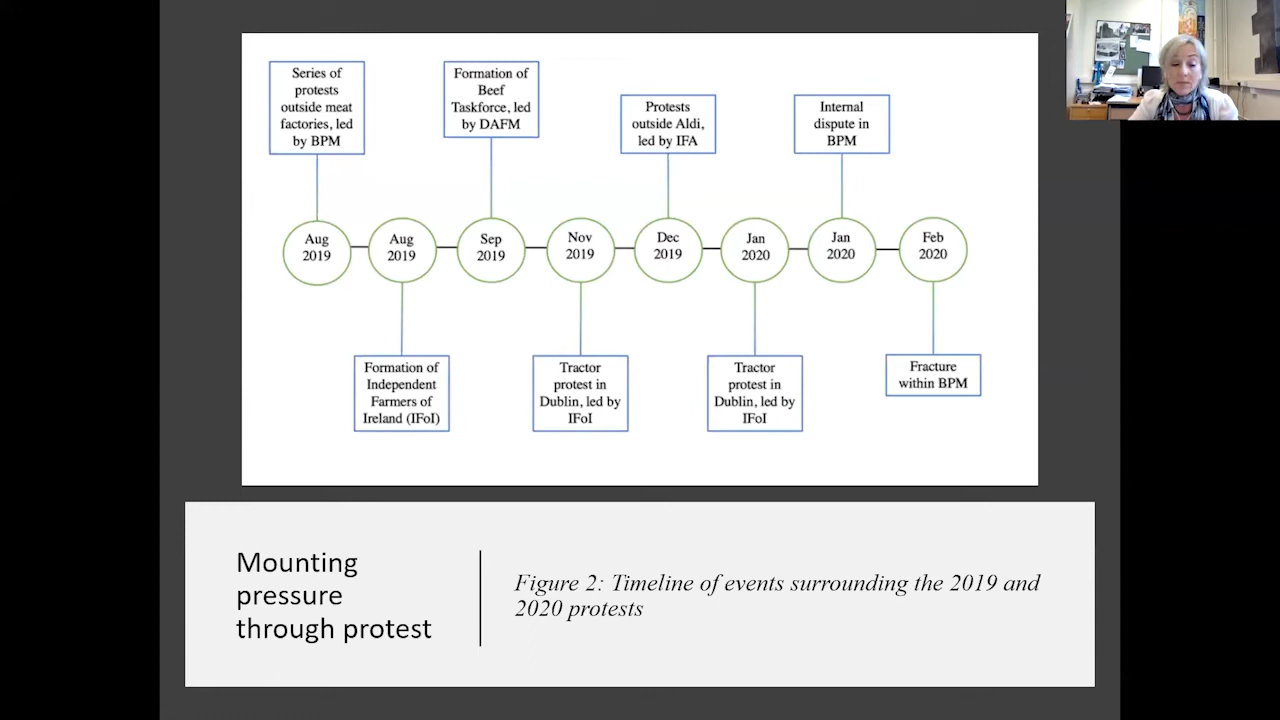 Series of
protests
outside meat
factories, led
by BPM
Formation of
Beef
Taskforce, led
by DAFM
Protests
outside Aldi,
led by IFA
Internal
dispute in
BPM
Aug
2019
Aug
2019
Sep
2019
Nov
2019
Dec
2019
Jan
2020
Jan
2020
Feb
2020
Formation of
Independent
Farmers of
Ireland (IFoI)
Tractor
protest in
Dublin, led by
IFoI
Tractor
protest in
Dublin, led by
IFoI
Fracture
within BPM
Mounting
pressure
through protest
Figure 2: Timeline of events surrounding the 2019 and
2020 protests